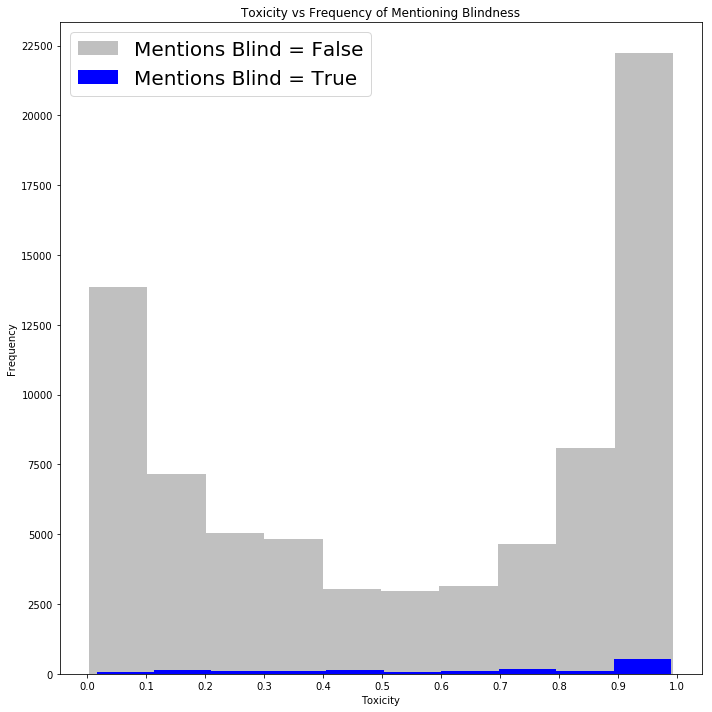 Toxicity vs Frequency of Mentioning Blindness
Mentions Blind = False
Mentions Blind = True
22500
20000
17500
15000
12500
10000
7500
5000
2500
0
Frequency
0.0 0.1 0.2 0.3 0.4 0.5 0.6 0.7 0.8 0.9 1.0
Toxicity